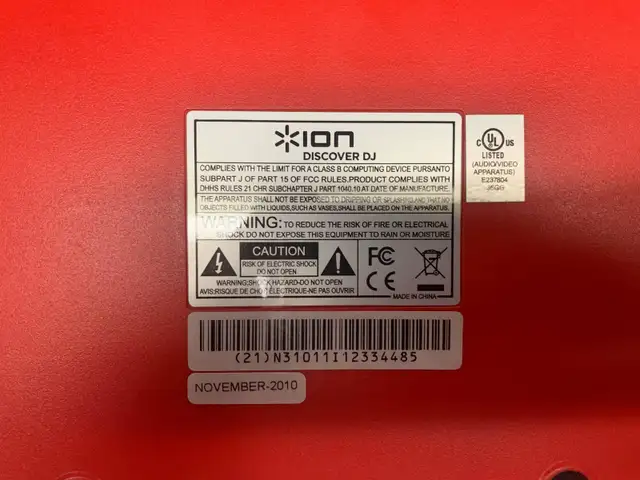 ION
DISCOVER DJ
COMPLIES WITH THE LIMIT FOR A CLASS B COMPUTING DEVICE PURSANTO
SUBPART J OF PART 15 OF FCC RULES.PRODUCT COMPLIES WITH
DHHS RULES 21 CHR SUBCHAPTER J PART 1040.10 AT DATE OF MANUFACTURE.
THE APPARATUS SHALL NOT BE EXPOSED TO DRIPPING OR SPLASHING AND THAT NO
OBJECTS FILLED WITH LIQUIDS,SUCH AS VASES,SHALL BE PLACED ON THE APPARATUS.
WARNING: TO REDUCE THE RISK OF FIRE OR ELECTRICAL
SHOCK DO NOT EXPOSE THIS EQUIPMENT TO RAIN OR MOISTURE
CAUTION
RISK OF ELECTRIC SHOCK
DO NOT OPEN
WARNING:SHOCK HAZARD-DO NOT OPEN
AVIS:RISQUE DE CHOC ÉLECTRIQUE-NE PAS OUVRIR
FC
CE
MADE IN CHINA
C UL US
LISTED
(AUDIO/VIDEO
APPARATUS)
E237804
J6GG
(21)N31011I12334485
NOVEMBER-2010